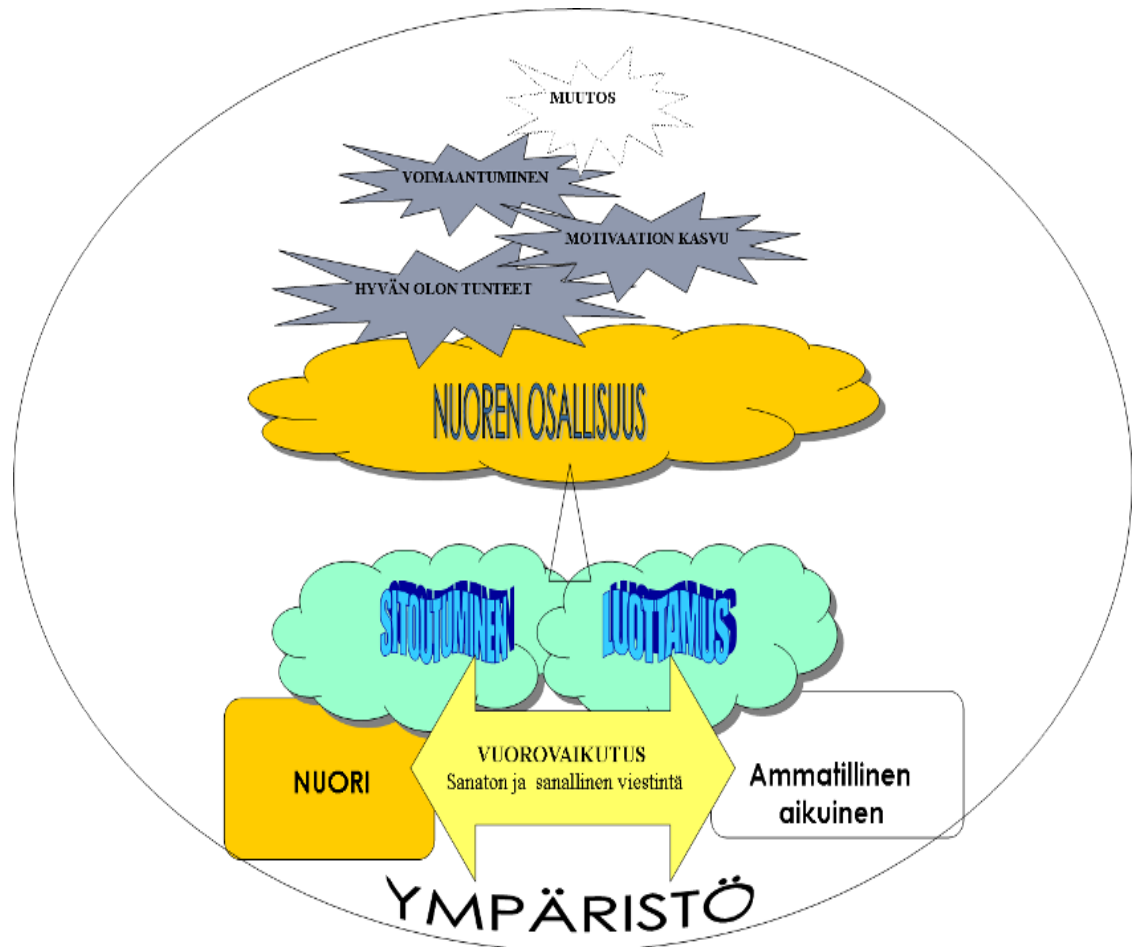 MUUTOS
VOIMAANTUMINEN
MOTIVAATION KASVU
HYVÄN OLON TUNTEET
NUOREN OSALLISUUS
SITOUTUMINEN
LUOTTAMUS
NUORI
VUOROVAIKUTUS
Sanaton ja sanallinen viestintä
Ammatillinen
aikuinen
YMPÄRISTÖ